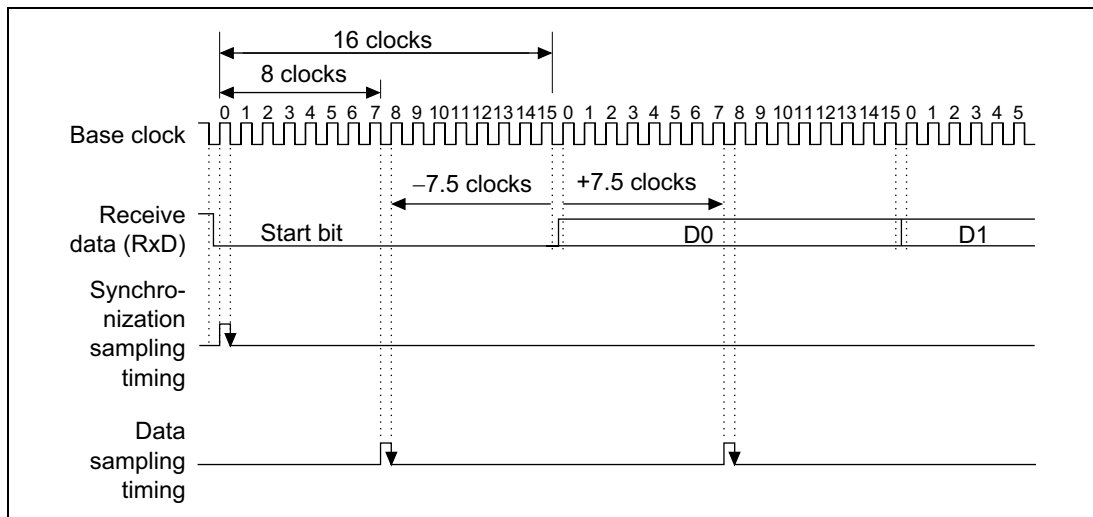 16 clocks
8 clocks
0 1 2 3 4 5 6 7 8 9 10 11 12 13 14 15 0 1 2 3 4 5 6 7 8 9 10 11 12 13 14 15 0 1 2 3 4 5
Base clock
−7.5 clocks +7.5 clocks
Receive
data (RxD)
Start bit D0 D1
Synchro-
nization
sampling
timing
Data
sampling
timing